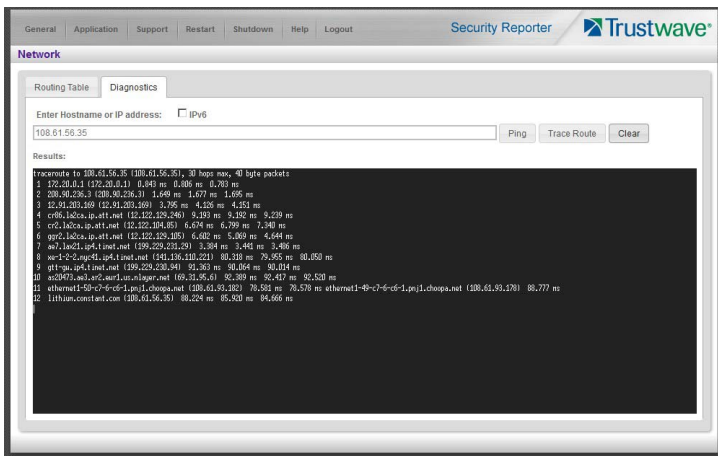 General Application Support Restart Shutdown Help Logout Security Reporter Trustwave®
Network
Routing Table Diagnostics
Enter Hostname or IP address: IPv6
108.61.56.35 Ping Trace Route Clear
Results:
traceroute to 108.61.56.35 (108.61.56.35), 30 hops max, 40 byte packets
1 172.20.0.1 (172.20.0.1) 0.843 ms 0.806 ms 0.783 ms
2 208.90.236.3 (208.90.236.3) 1.649 ms 1.677 ms 1.695 ms
3 12.91.203.169 (12.91.203.169) 3.795 ms 4.126 ms 4.151 ms
4 cr86.la2ca.ip.att.net (12.122.129.246) 9.193 ms 9.192 ms 9.239 ms
5 cr2.la2ca.ip.att.net (12.122.104.85) 6.674 ms 6.799 ms 7.340 ms
6 ggr2.la2ca.ip.att.net (12.122.129.105) 6.602 ms 5.069 ms 4.644 ms
7 ae7.lax21.ip4.tinet.net (199.229.231.29) 3.384 ms 3.441 ms 3.486 ms
8 xe-1-2-2.nyc41.ip4.tinet.net (141.136.110.221) 80.318 ms 79.955 ms 80.050 ms
9 gtt-gw.ip4.tinet.net (199.229.230.94) 91.363 ms 90.064 ms 90.014 ms
10 as20473.ae3.ar2.ewr1.us.nlayer.net (69.31.95.6) 92.389 ms 92.417 ms 92.520 ms
11 ethernet1-50-c7-6-c6-1.pnj1.choopa.net (108.61.93.182) 78.581 ms 78.578 ms ethernet1-49-c7-6-c6-1.pnj1.choopa.net (108.61.93.178) 88.777 ms
12 lithium.constant.com (108.61.56.35) 88.224 ms 85.920 ms 84.666 ms